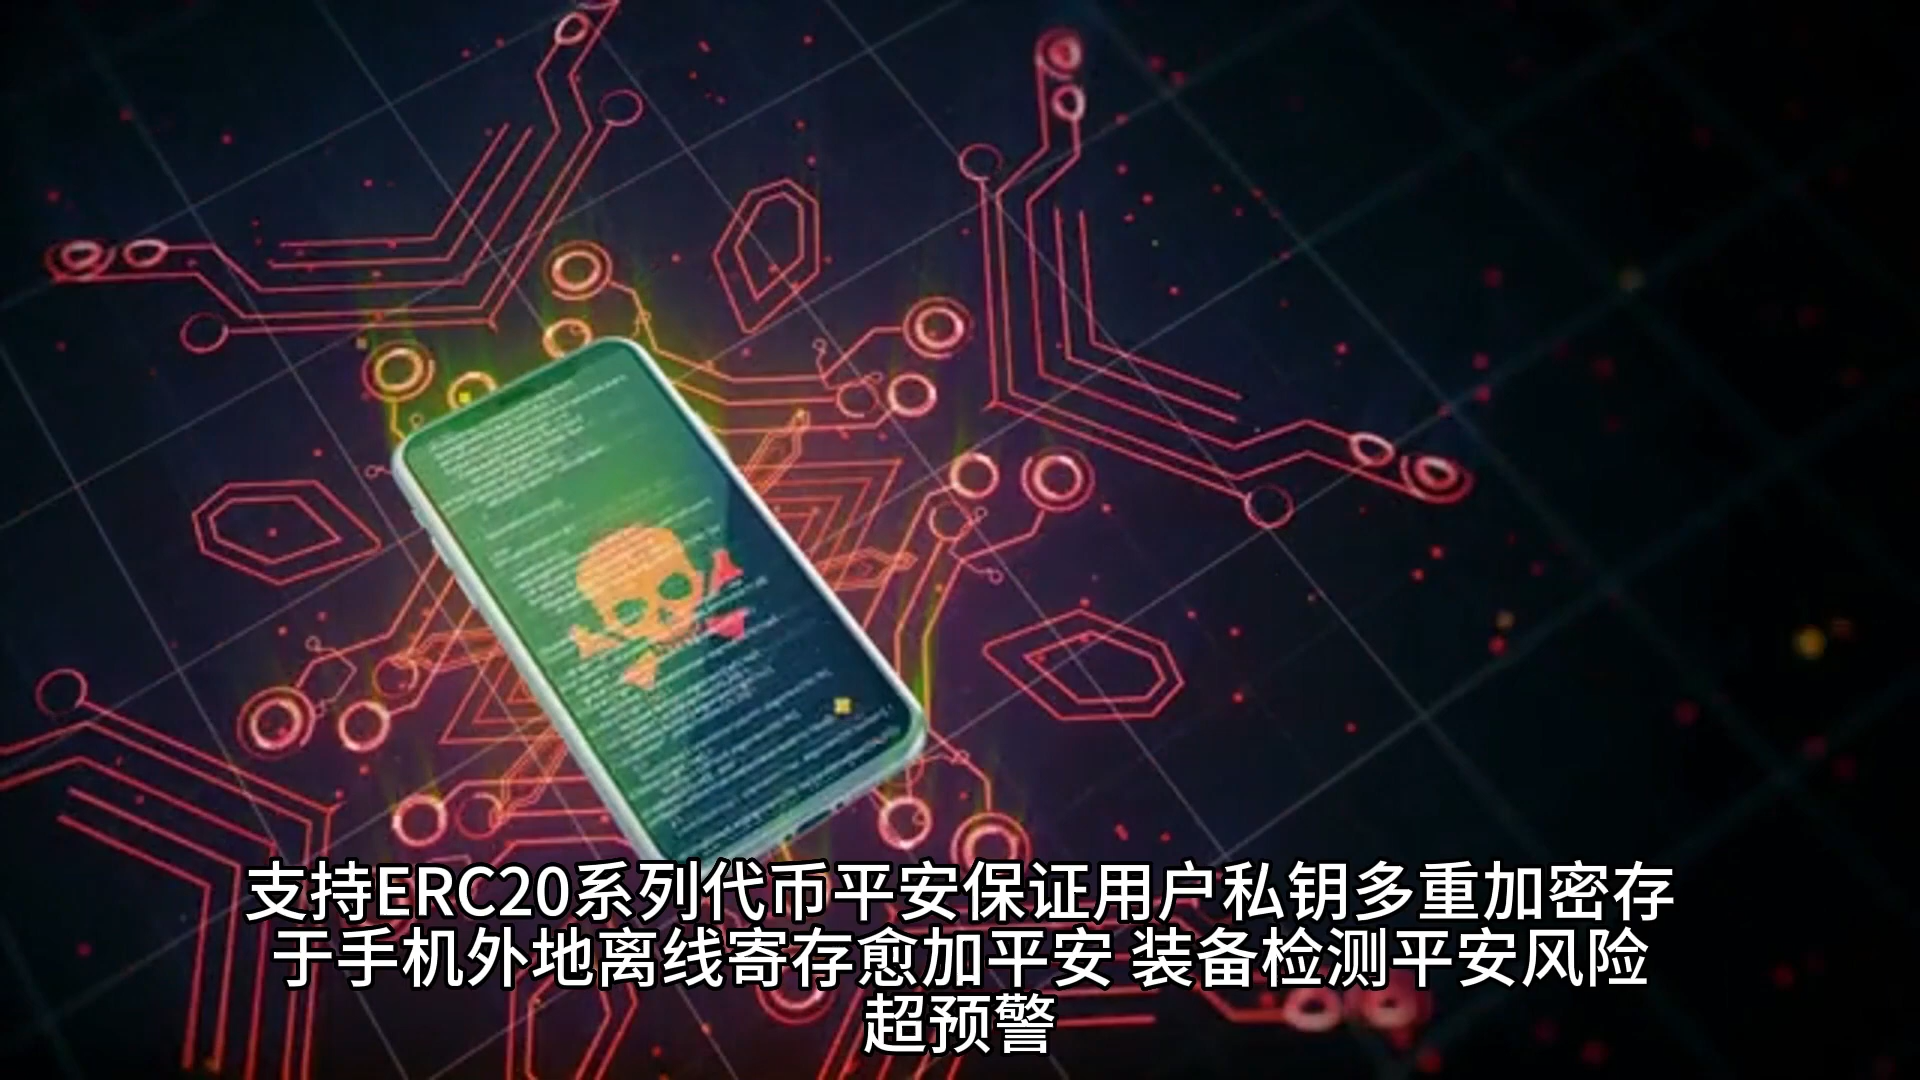 支持ERC20系列代币平安保证用户私钥多重加密存
于手机外地离线寄存愈加平安 装备检测平安风险
超预警